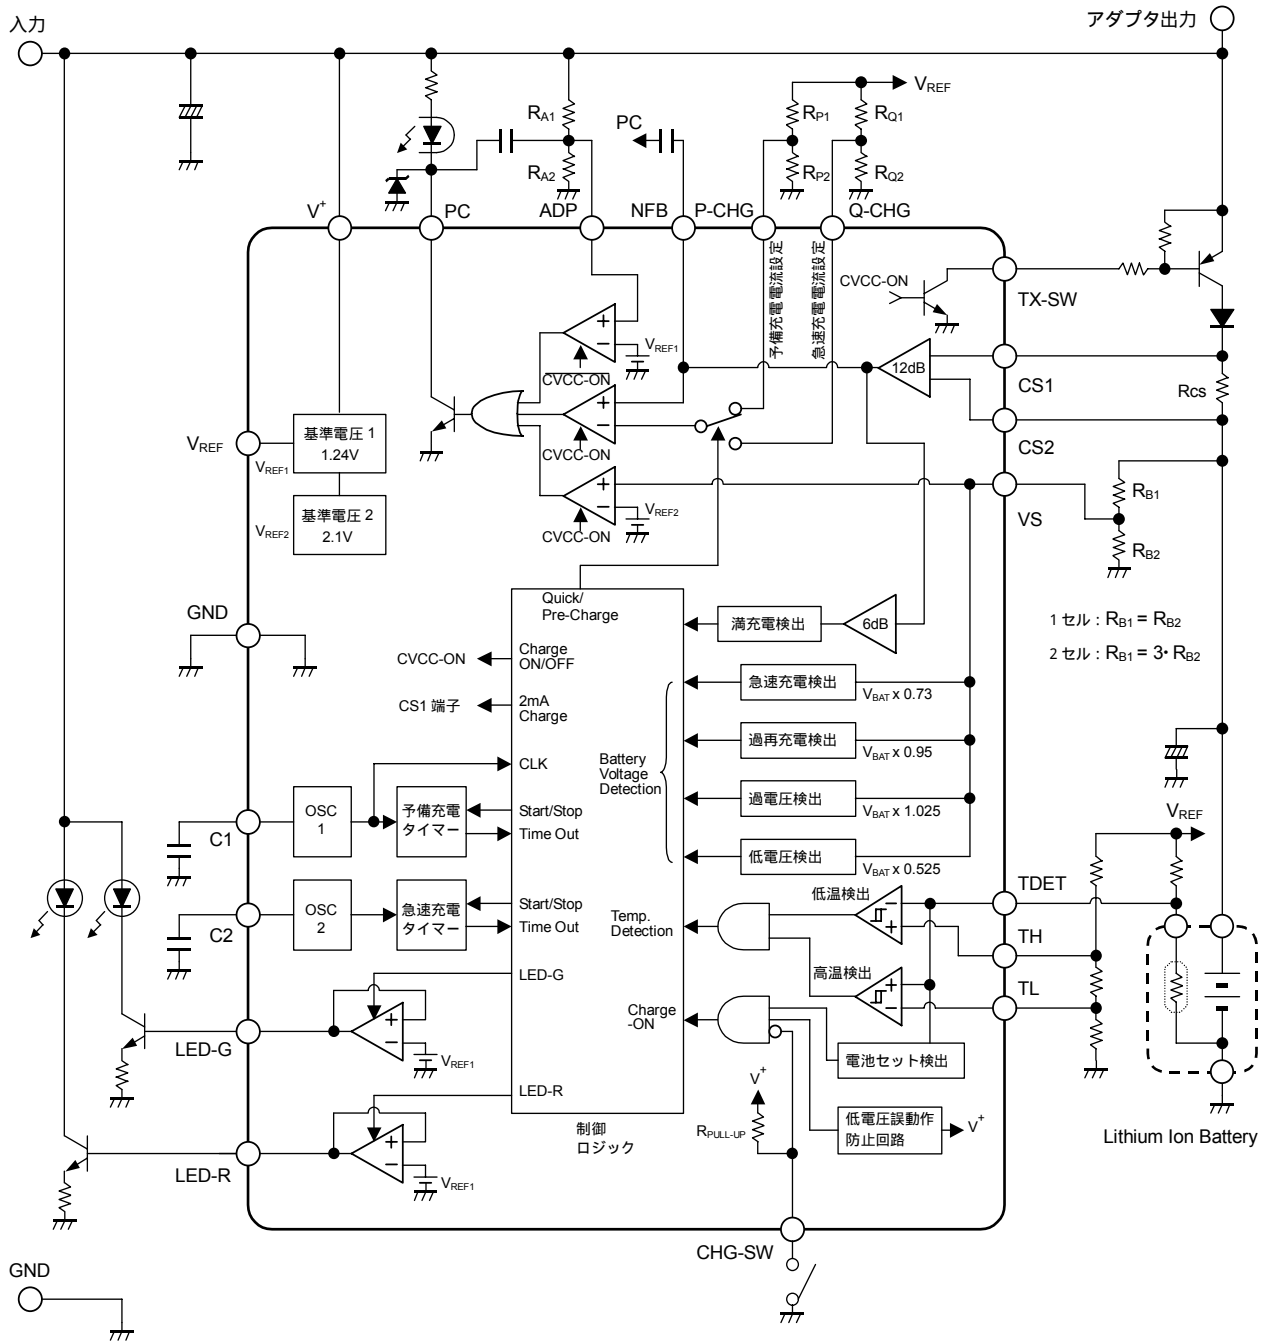 入力
アダプタ出力
VREF
RA1
RA2
PC
RP1
RP2
RQ1
RQ2
V+
PC
ADP
NFB
P-CHG
Q-CHG
予備充電電流設定
急速充電電流設定
CVCC-ON
TX-SW
VREF1
CVCC-ON
12dB
CS1
Rcs
CS2
CVCC-ON
VREF
基準電圧 1
1.24V
VREF1
基準電圧 2
2.1V
VREF2
VREF2
CVCC-ON
VS
RB1
RB2
GND
Quick/
Pre-Charge
満充電検出
6dB
1 セル : RB1 = RB2
2 セル : RB1 = 3・ RB2
CVCC-ON
Charge
ON/OFF
CS1 端子
2mA
Charge
急速充電検出
VBAT x 0.73
過再充電検出
VBAT x 0.95
Battery
Voltage
Detection
CLK
過電圧検出
VBAT x 1.025
低電圧検出
VBAT x 0.525
C1
OSC
1
予備充電
タイマー
Start/Stop
Time Out
VREF
C2
OSC
2
急速充電
タイマー
Start/Stop
Time Out
Temp.
Detection
低温検出
高温検出
TDET
TH
TL
LED-G
Charge
-ON
LED-G
VREF1
電池セット検出
LED-R
V+
RPULL-UP
低電圧誤動作
防止回路
V+
制御
ロジック
LED-R
VREF1
Lithium Ion Battery
CHG-SW
GND